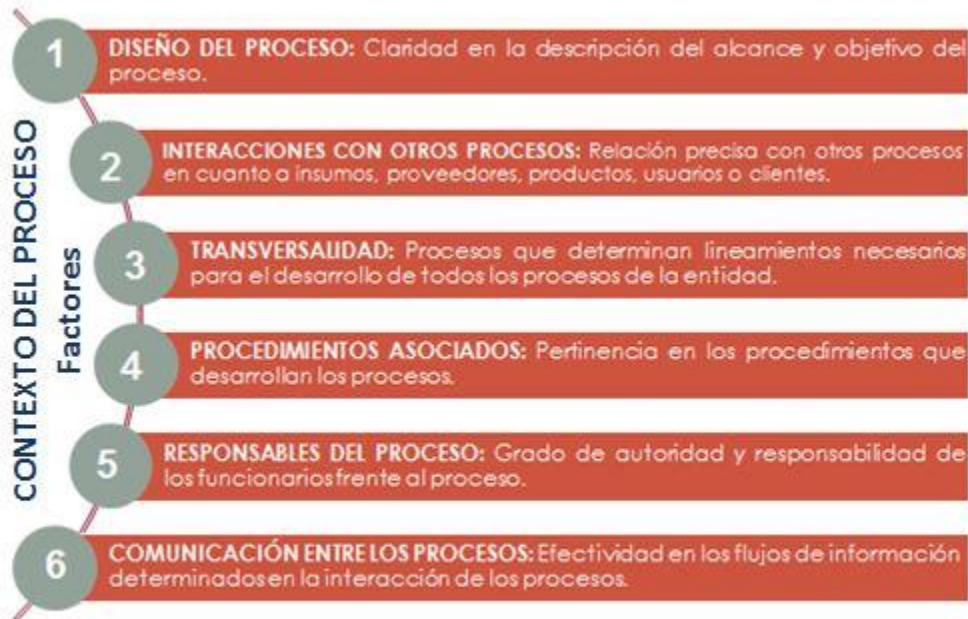 CONTEXTO DEL PROCESO
Factores
1
DISEÑO DEL PROCESO: Claridad en la descripción del alcance y objetivo del
proceso.
2
INTERACCIONES CON OTROS PROCESOS: Relación precisa con otros procesos
en cuanto a insumos, proveedores, productos, usuarios o clientes.
3
TRANSVERSALIDAD: Procesos que determinan lineamientos necesarios
para el desarrollo de todos los procesos de la entidad.
4
PROCEDIMIENTOS ASOCIADOS: Pertinencia en los procedimientos que
desarrollan los procesos.
5
RESPONSABLES DEL PROCESO: Grado de autoridad y responsabilidad de
los funcionarios frente al proceso.
6
COMUNICACIÓN ENTRE LOS PROCESOS: Efectividad en los flujos de información
determinados en la interacción de los procesos.